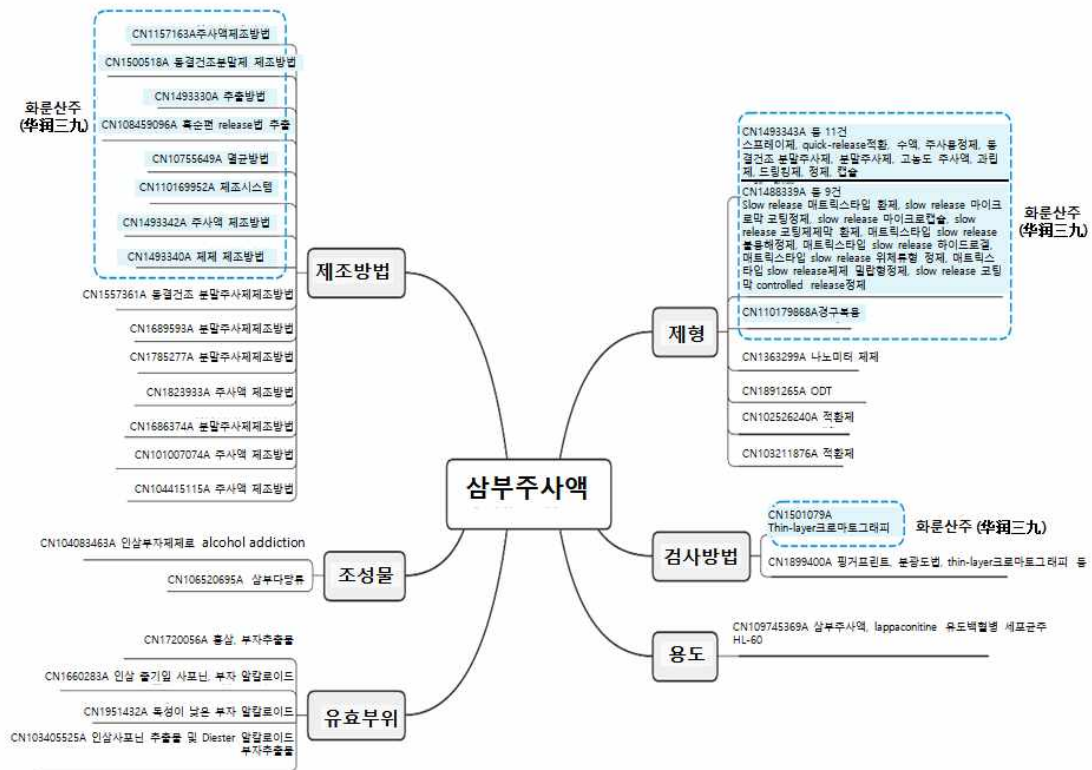 CN1157163A주사액제조방법
CN1500518A 동결건조분말제 제조방법
CN1493330A 추출방법
CN108459096A 흑순편 release법 추출
CN10755649A 멸균방법
CN110169952A 제조시스템
CN1493342A 주사액 제조방법
CN1493340A 제제 제조방법
화룬산주
(华润三九)
CN1557361A 동결건조 분말주사제제조방법
CN1689593A 분말주사제제조방법
CN1785277A 분말주사제제조방법
CN1823933A 주사액 제조방법
CN1686374A 분말주사제제조방법
CN101007074A 주사액 제조방법
CN104415115A 주사액 제조방법
제조방법
CN104083463A 인삼부자제제로 alcohol addiction
CN106520695A 삼부다당류
조성물
CN1720056A 홍삼, 부자추출물
CN1660283A 인삼 줄기잎 사포닌, 부자 알칼로이드
CN1951432A 독성이 낮은 부자 알칼로이드
CN103405525A 인삼사포닌 추출물 및 Diester 알칼로이드
부자추출물
유효부위
삼부주사액
제형
CN1493343A 등 11건
스프레이제, quick-release적환, 수액, 주사용정제, 동
결건조 분말주사제, 분말주사제, 고농도 주사액, 과립
제, 드링킹제, 정제, 캡슐
CN1488339A 등 9건
Slow release 매트릭스타입 환제, slow release 마이크
로막 코팅정제, slow release 마이크로캡슐, slow
release 코팅제제막 환제, 매트릭스타입 slow release
불용해정제, 매트릭스타입 slow release 하이드로겔,
매트릭스타입 slow release 위체류형 정제, 매트릭스
타입 slow release제제 밀랍형정제, slow release 코팅
막 controlled release정제
CN110179868A경구복용
화룬산주
(华润三九)
CN1363299A 나노미터 제제
CN1891265A ODT
CN102526240A 적환제
CN103211876A 적환제
검사방법
CN1501079A
Thin-layer크로마토그래피
화룬산주 (华润三九)
CN1899400A 핑거프린트, 분광도법, thin-layer크로마토그래피 등
용도
CN109745369A 삼부주사액, lappaconitine 유도백혈병 세포균주
HL-60